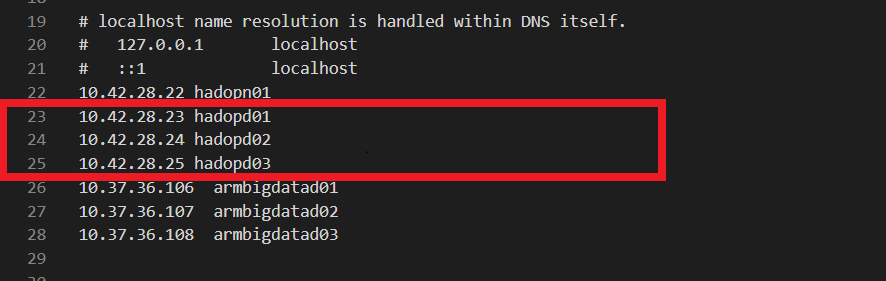 19 # localhost name resolution is handled within DNS itself.
20 # 127.0.0.1 localhost
21 # ::1 localhost
22 10.42.28.22 hadopn01
23 10.42.28.23 hadopd01
24 10.42.28.24 hadopd02
25 10.42.28.25 hadopd03
26 10.37.36.106 armbigdatad01
27 10.37.36.107 armbigdatad02
28 10.37.36.108 armbigdatad03
29